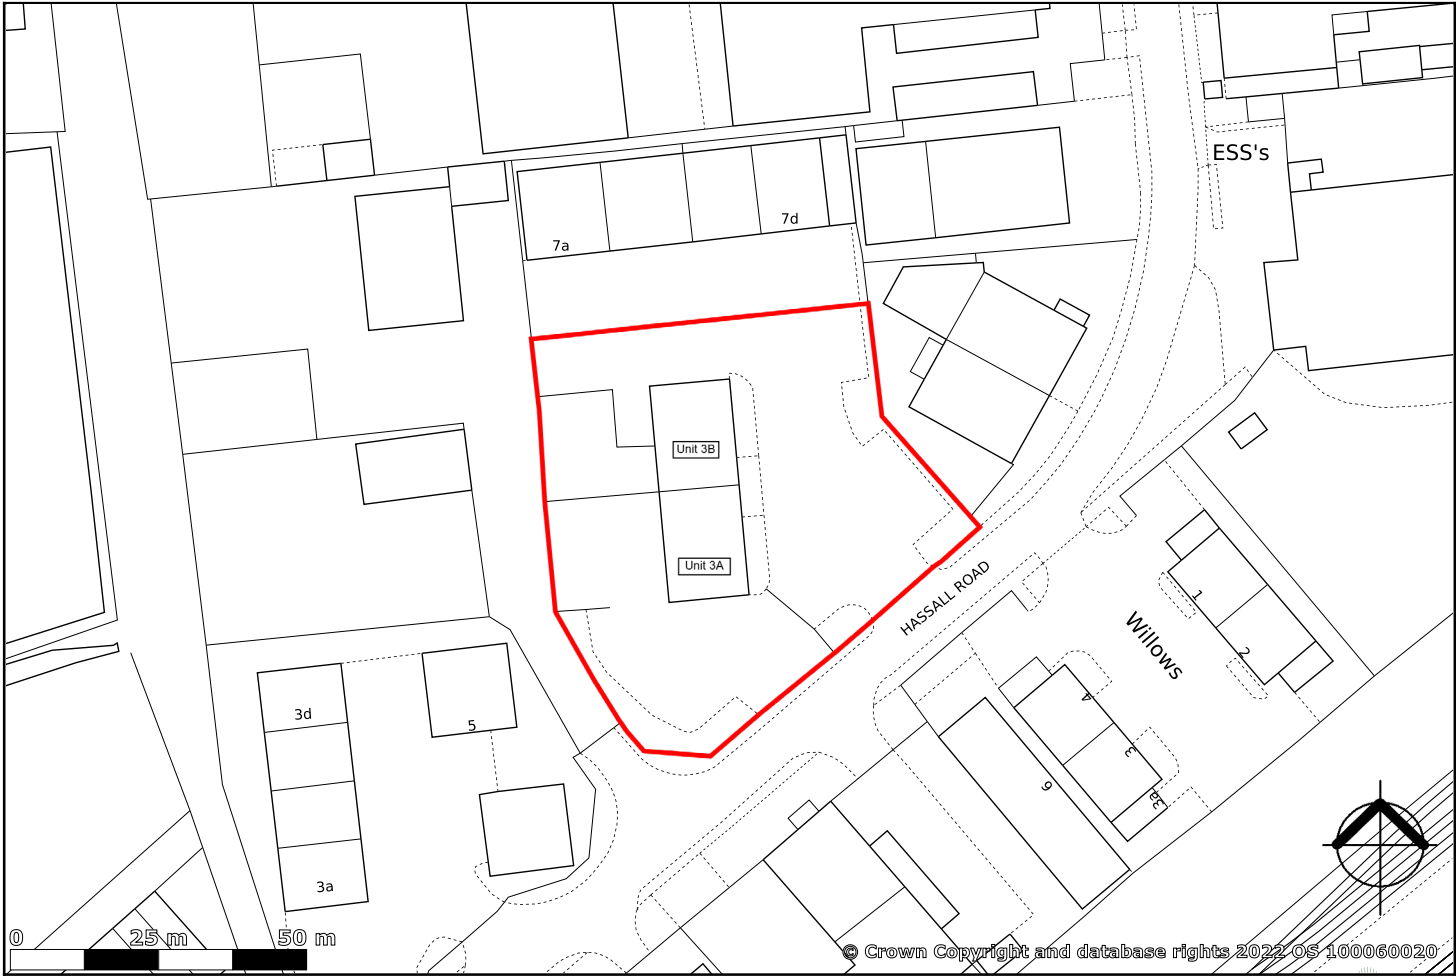 ESS's
7d
7a
Unit 3B
Unit 3A
HASSALL ROAD
1
Willows
2
4
3
3a
6
3d
5
3a
0 25 m 50 m
© Crown Copyright and database rights 2022 OS 100060020